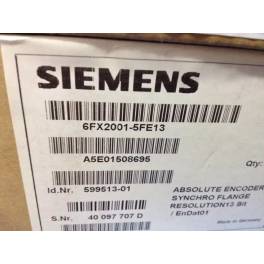 SIEMENS
6FX2001-5FE13
A5E01508695
Qty:
Id.Nr. 599513-01
ABSOLUTE ENCODER
SYNCHRO FLANGE
RESOLUTION13 Bit
/ EnDat01
S.Nr. 40 097 707 D
Made in Germany